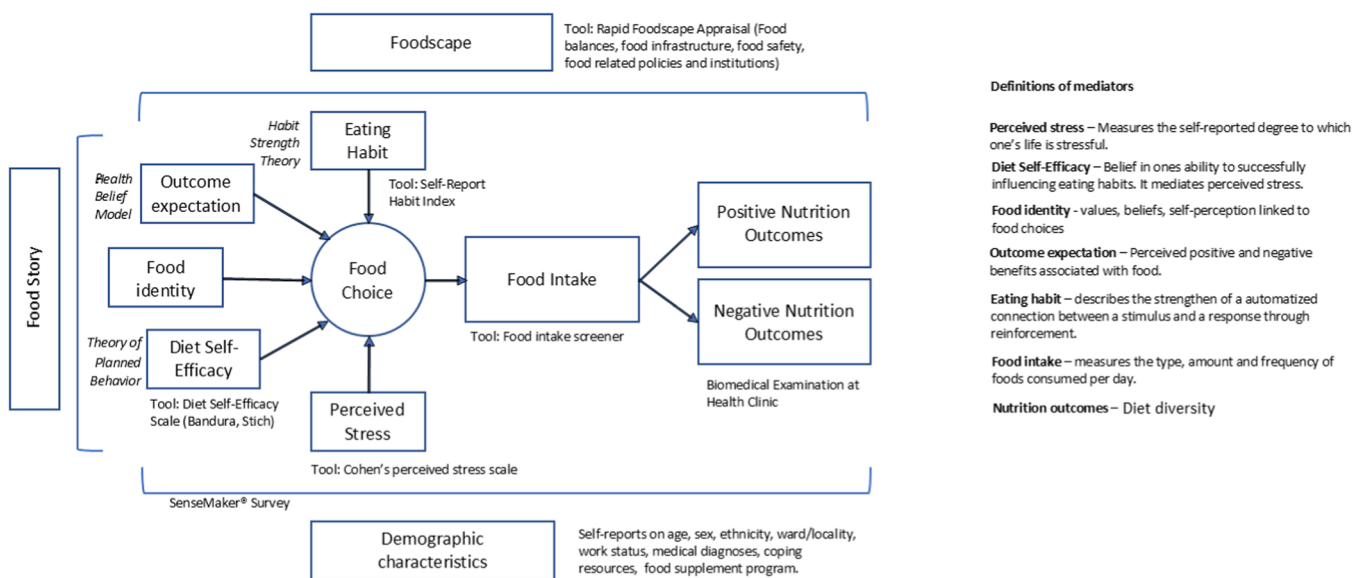 Foodscape
Tool: Rapid Foodscape Appraisal (Food
balances, food infrastructure, food safety,
food related policies and institutions)
Food Story
Habit
Strength
Theory
Eating
Habit
Tool: Self-Report
Habit Index
Health
Belief
Model
Outcome
expectation
Food
identity
Theory of
Planned
Behavior
Diet Self-
Efficacy
Tool: Diet Self-Efficacy
Scale (Bandura, Stich)
Food
Choice
Perceived
Stress
Tool: Cohen's perceived stress scale
Food Intake
Tool: Food intake screener
Positive Nutrition
Outcomes
Negative Nutrition
Outcomes
Biomedical Examination at
Health Clinic
SenseMaker® Survey
Demographic
characteristics
Self-reports on age, sex, ethnicity, ward/locality,
work status, medical diagnoses, coping
resources, food supplement program.
Definitions of mediators
Perceived stress – Measures the self-reported degree to which
one's life is stressful.
Diet Self-Efficacy – Belief in ones ability to successfully
influencing eating habits. It mediates perceived stress.
Food identity - values, beliefs, self-perception linked to
food choices
Outcome expectation – Perceived positive and negative
benefits associated with food.
Eating habit – describes the strengthen of a automatized
connection between a stimulus and a response through
reinforcement.
Food intake – measures the type, amount and frequency of
foods consumed per day.
Nutrition outcomes – Diet diversity